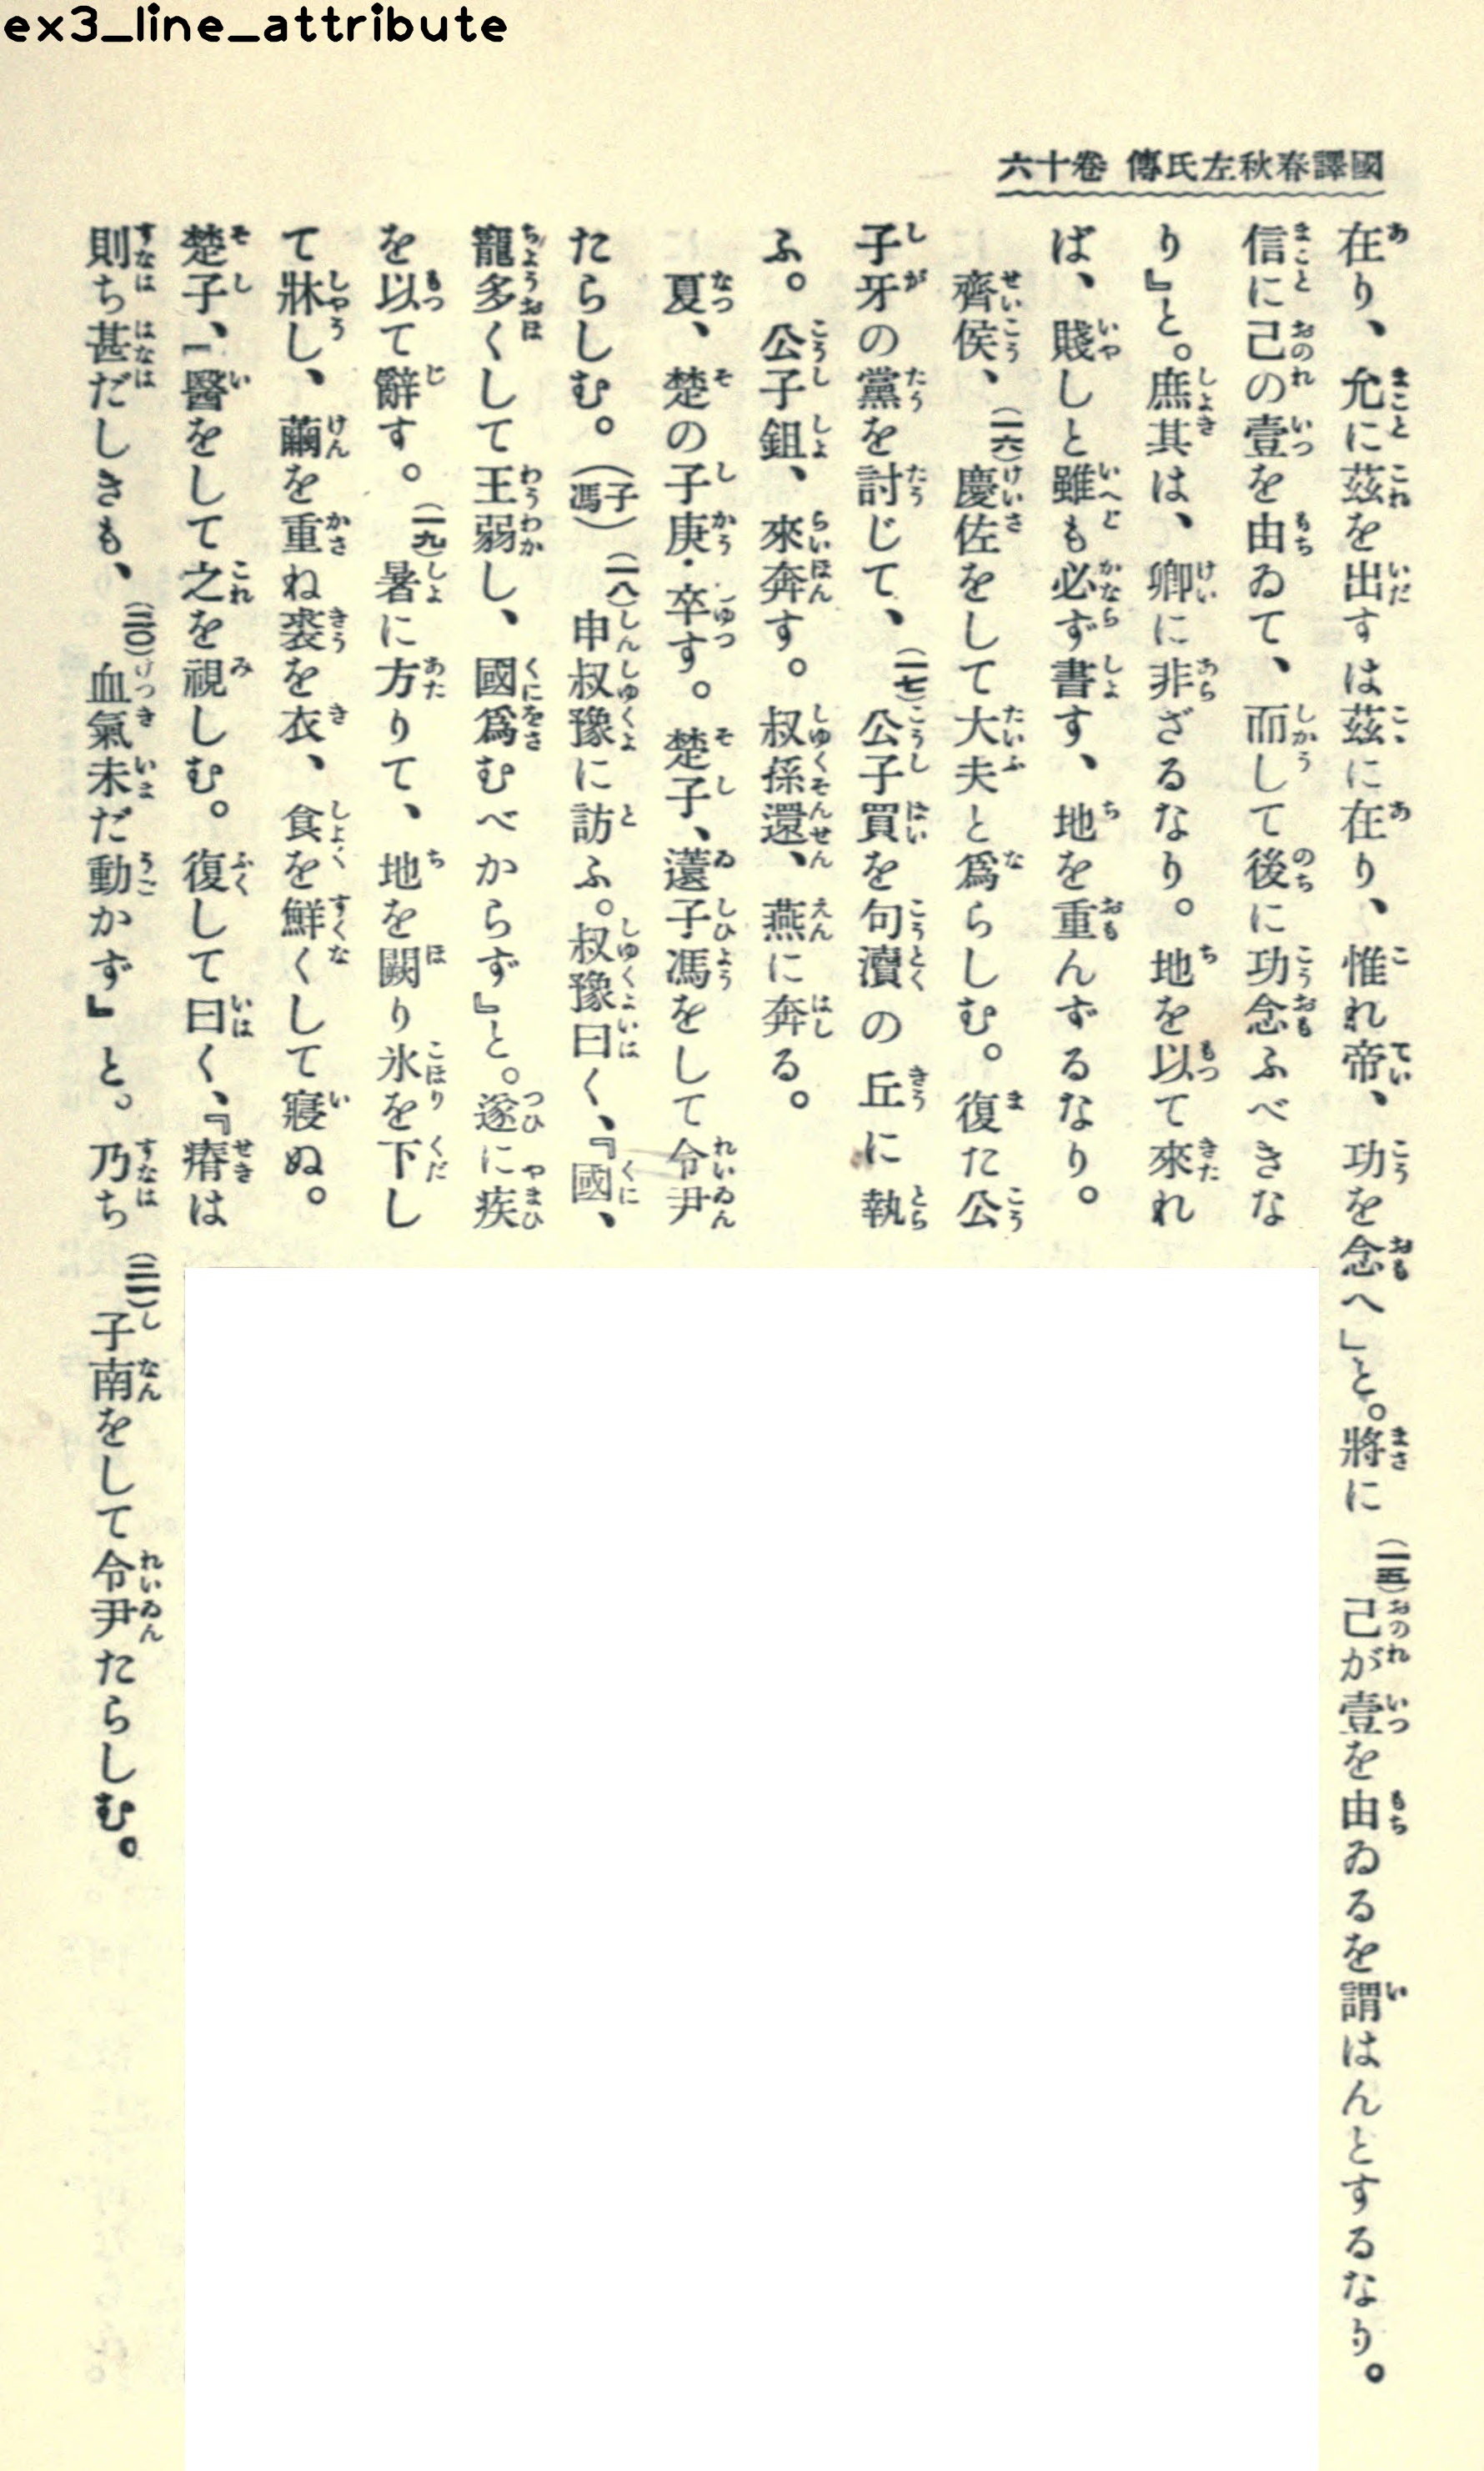 ex3_line_attribute
國譯春秋左氏傳 卷十六
在り、允に茲を出すは茲に在り、惟れ帝、功を念へ」と。將に(一五)己が壹を由ゐるを謂はんとするなり。
信に己の壹を由ゐて、而して後に功念ふべきな
り』と。庶其は、卿に非ざるなり。地を以て來れ
ば、賤しと雖も必ず書す、地を重んずるなり。
齊侯、(一六)慶佐をして大夫と爲らしむ。復た公
子牙の黨を討じて、(一七)公子買を句瀆の丘に執
ふ。公子鉏、來奔す。叔孫還、燕に奔る。
夏、楚の子庚・卒す。楚子、薳子馮をして令尹
たらしむ。(子馮)(一八)申叔豫に訪ふ。叔豫曰く、『國、
寵多くして王弱し、國爲むべからず』と。遂に疾
を以て辭す。(一九)暑に方りて、地を闕り氷を下し
て牀し、繭を重ね裘を衣、食を鮮くして寢ぬ。
楚子、醫をして之を視しむ。復して曰く、『瘠は
則ち甚だしきも、(二〇)血氣未だ動かず』と。乃ち(二一)子南をして令尹たらしむ。